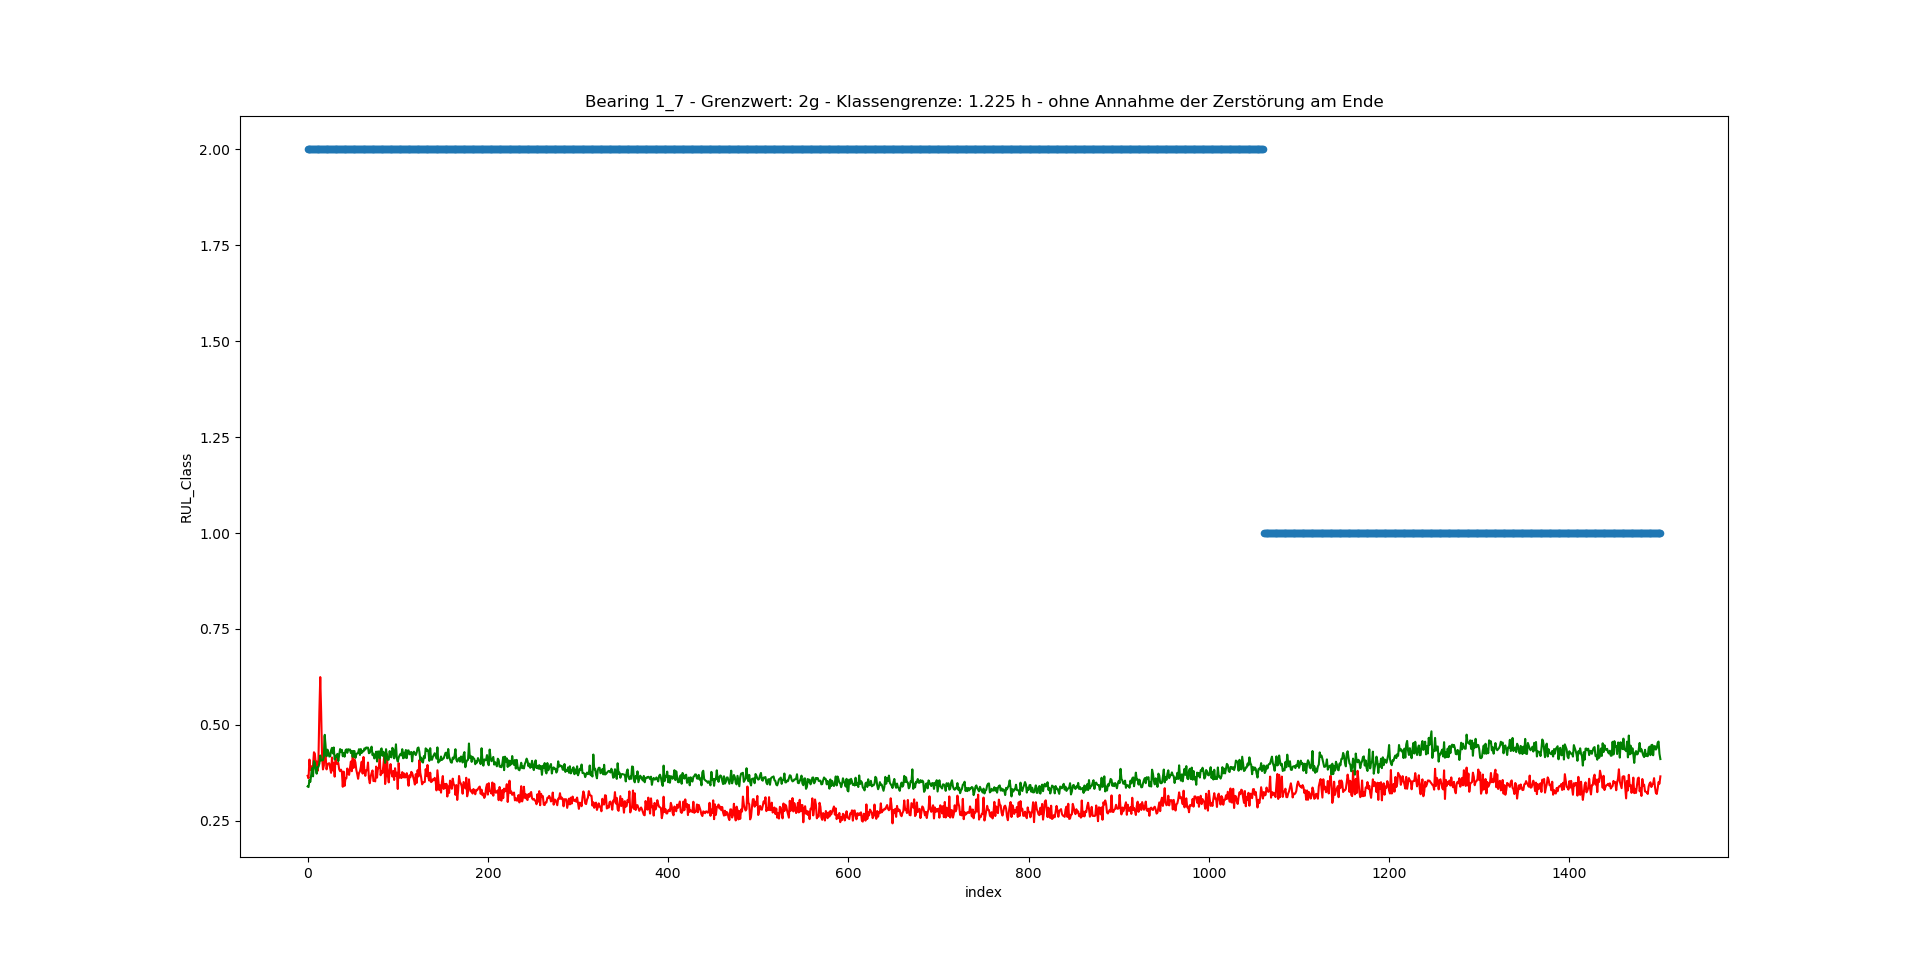 Bearing 1_7 - Grenzwert: 2g - Klassengrenze: 1.225 h - ohne Annahme der Zerstörung am Ende
2.00
1.75
1.50
1.25
1.00
0.75
0.50
0.25
RUL_Class
0 200 400 600 800 1000 1200 1400
index